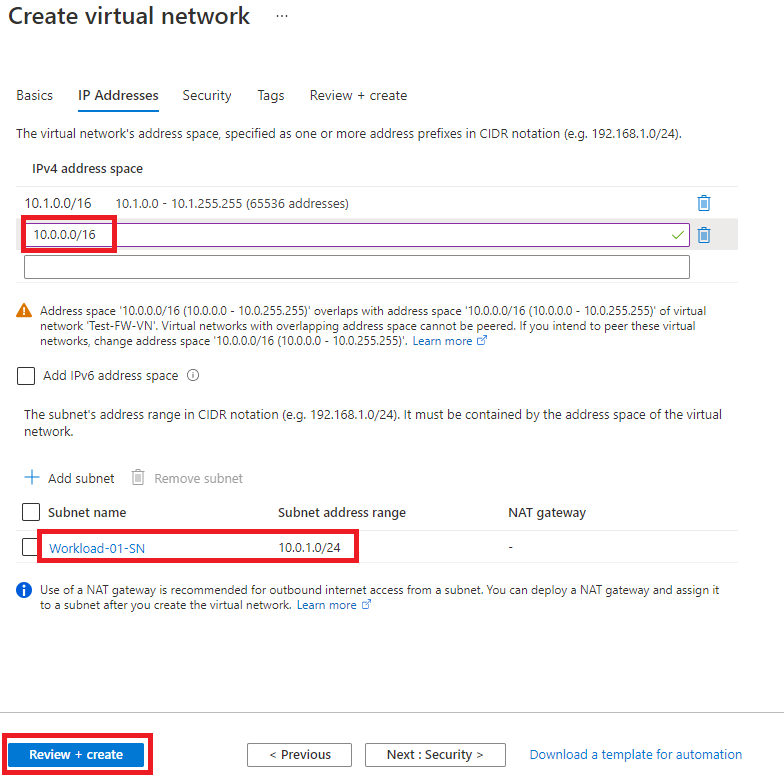 Create virtual network ...
Basics IP Addresses Security Tags Review + create
The virtual network's address space, specified as one or more address prefixes in CIDR notation (e.g. 192.168.1.0/24).
IPv4 address space
10.1.0.0/16 10.1.0.0 - 10.1.255.255 (65536 addresses)
10.0.0.0/16
Address space '10.0.0.0/16 (10.0.0.0 - 10.0.255.255)' overlaps with address space '10.0.0.0/16 (10.0.0.0 - 10.0.255.255)' of virtual
network 'Test-FW-VN'. Virtual networks with overlapping address space cannot be peered. If you intend to peer these virtual
networks, change address space '10.0.0.0/16 (10.0.0.0 - 10.0.255.255)'. Learn more
Add IPv6 address space
The subnet's address range in CIDR notation (e.g. 192.168.1.0/24). It must be contained by the address space of the virtual
network.
Add subnet Remove subnet
Subnet name Subnet address range NAT gateway
Workload-01-SN 10.0.1.0/24 -
Use of a NAT gateway is recommended for outbound internet access from a subnet. You can deploy a NAT gateway and assign it
to a subnet after you create the virtual network. Learn more
Review + create < Previous Next : Security > Download a template for automation